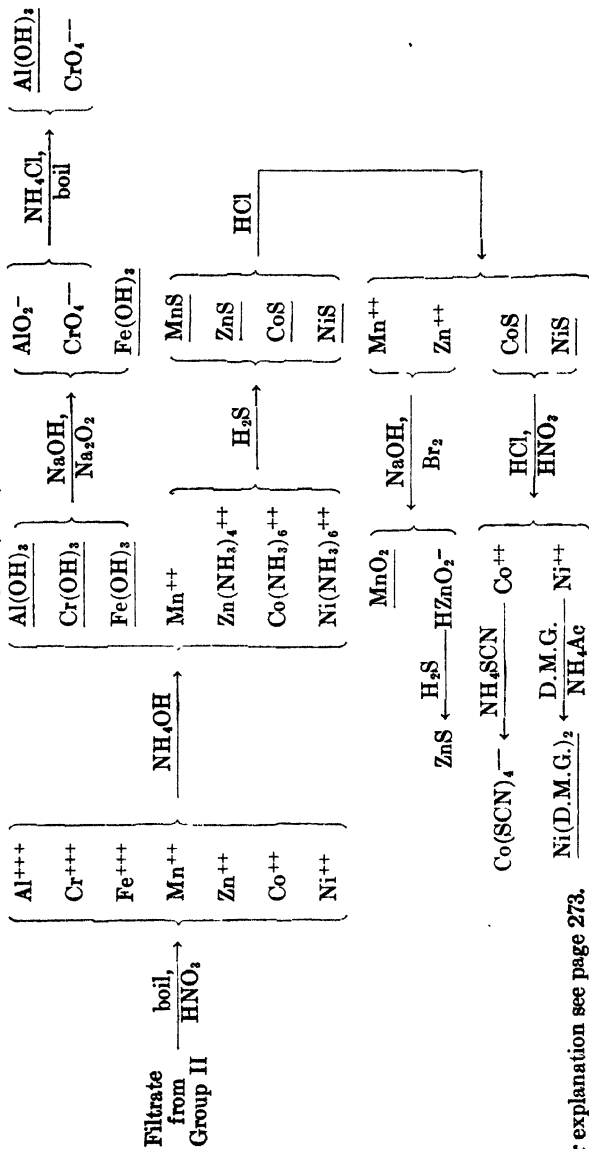 Filtrate
from
Group II
boil,
HNO₃
Al+++
Cr+++
Fe+++
Mn++
Zn++
Co++
Ni++
NH₄OH
Al(OH)₃
Cr(OH)₃
Fe(OH)₃
Mn++
Zn(NH₃)₄++
Co(NH₃)₆++
Ni(NH₃)₆++
NaOH,
Na₂O₂
AlO₂-
CrO₄--
Fe(OH)₃
NH₄Cl,
boil
Al(OH)₃
CrO₄--
H₂S
MnS
ZnS
CoS
NiS
HCl
Mn++
Zn++
CoS
NiS
NaOH,
Br₂
MnO₂
HZnO₂-
H₂S
ZnS
HCl,
HNO₃
Co++
Ni++
NH₄SCN
Co(SCN)₄--
D.M.G.
NH₄Ac
Ni(D.M.G.)₂
explanation see page 273.